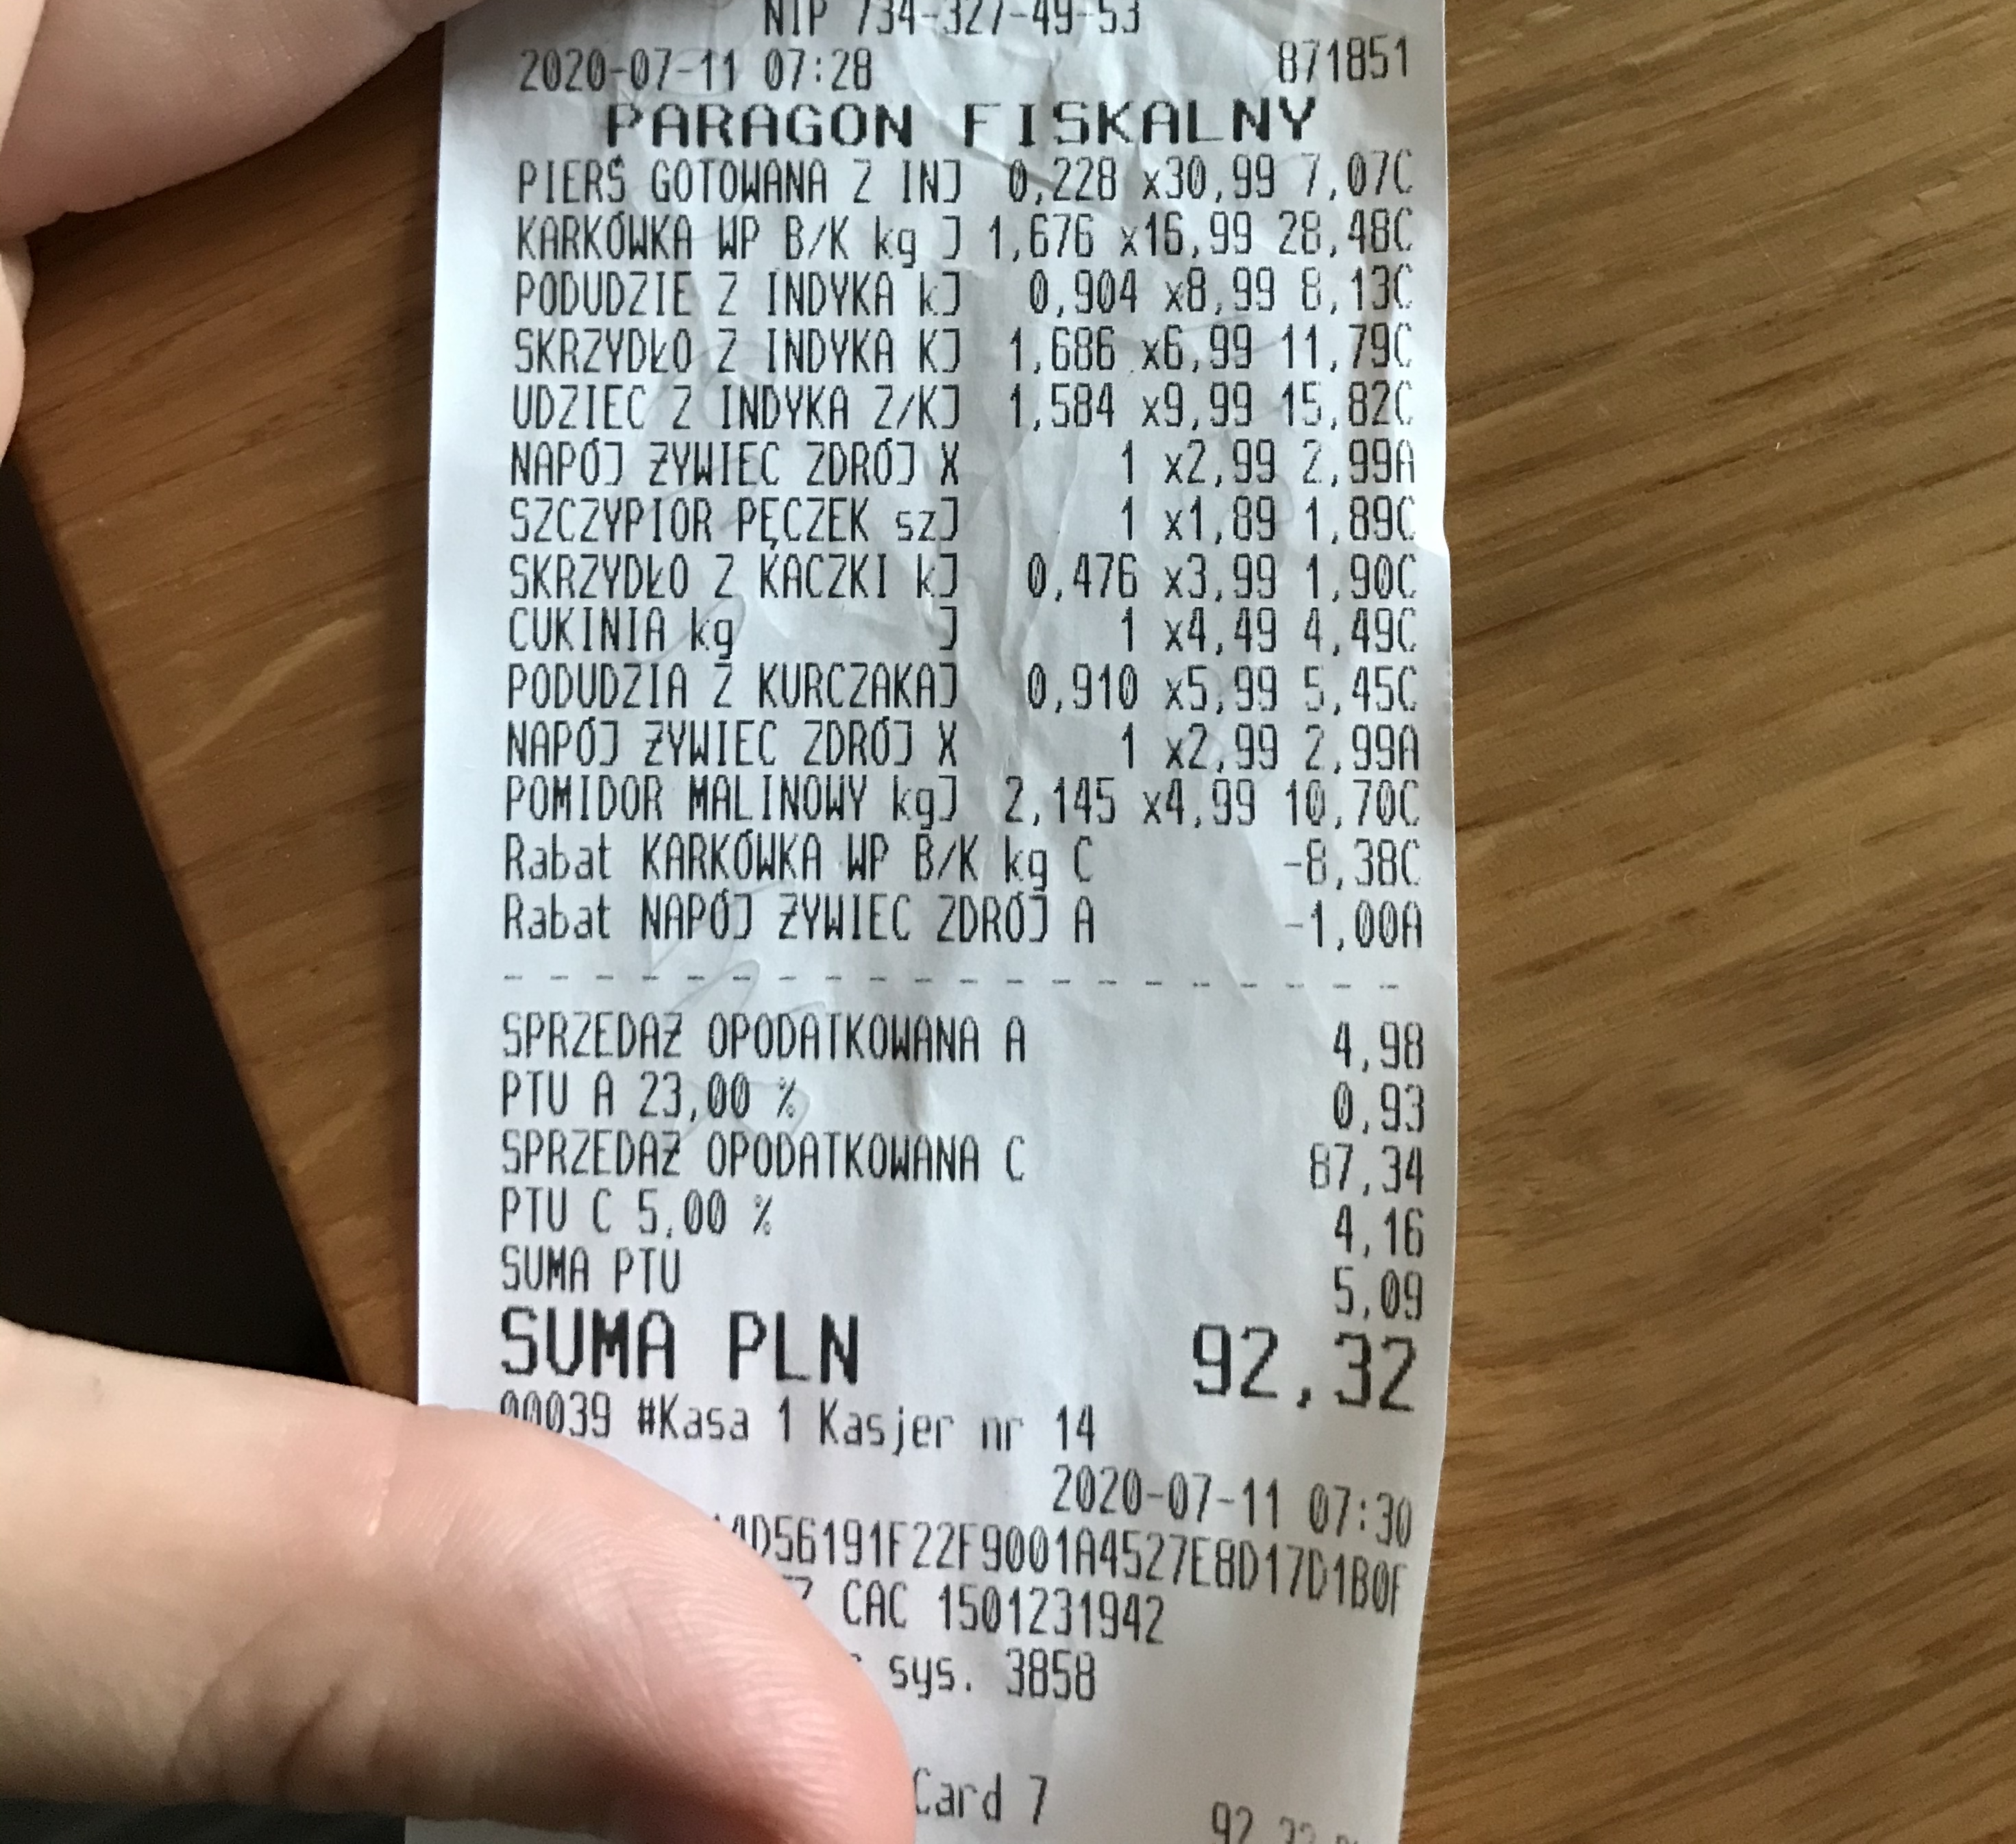 NIP 734-327-49-53
2020-07-11 07:28 871851
PARAGON FISKALNY
PIERŚ GOTOWANA Z INJ 0,228 x30,99 7,07C
KARKÓWKA WP B/K kg J 1,676 x16,99 28,48C
PODUDZIE Z INDYKA kJ 0,904 x8,99 8,13C
SKRZYDŁO Z INDYKA KJ 1,686 x6,99 11,79C
UDZIEC Z INDYKA Z/KJ 1,584 x9,99 15,82C
NAPÓJ ŻYWIEC ZDRÓJ X 1 x2,99 2,99A
SZCZYPIOR PĘCZEK szJ 1 x1,89 1,89C
SKRZYDŁO Z KACZKI kJ 0,476 x3,99 1,90C
CUKINIA kg J 1 x4,49 4,49C
PODUDZIA Z KURCZAKAJ 0,910 x5,99 5,45C
NAPÓJ ŻYWIEC ZDRÓJ X 1 x2,99 2,99A
POMIDOR MALINOWY kgJ 2,145 x4,99 10,70C
Rabat KARKÓWKA WP B/K kg C -8,38C
Rabat NAPÓJ ŻYWIEC ZDRÓJ A -1,00A
SPRZEDAŻ OPODATKOWANA A 4,98
PTU A 23,00 % 0,93
SPRZEDAŻ OPODATKOWANA C 87,34
PTU C 5,00 % 4,16
SUMA PTU 5,09
SUMA PLN 92,32
00039 #Kasa 1 Kasjer nr 14
2020-07-11 07:30
D56191F22F9001A4527E8D17D1B0F
CAC 1501231942
sys. 3858
Card 7 92,32